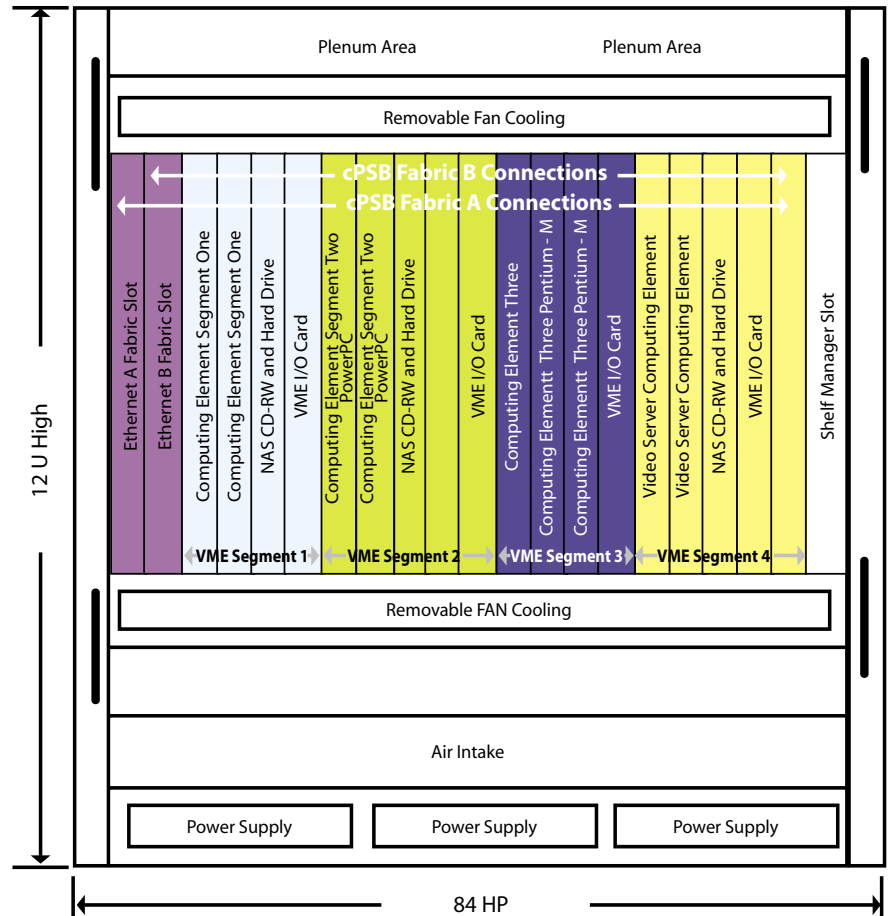 Plenum Area
Plenum Area
Removable Fan Cooling
cPSB Fabric B Connections
cPSB Fabric A Connections
Ethernet A Fabric Slot
Ethernet B Fabric Slot
Computing Element Segment One
Computing Element Segment One
NAS CD-RW and Hard Drive
VME I/O Card
Computing Element Segment Two
PowerPC
Computing Element Segment Two
PowerPC
NAS CD-RW and Hard Drive
VME I/O Card
Computing Element Three
Computing Elementt Three Pentium - M
Computing Elementt Three Pentium - M
VME I/O Card
Video Server Computing Element
Video Server Computing Element
NAS CD-RW and Hard Drive
VME I/O Card
Shelf Manager Slot
VME Segment 1
VME Segment 2
VME Segment 3
VME Segment 4
12 U High
Removable FAN Cooling
Air Intake
Power Supply
Power Supply
Power Supply
84 HP